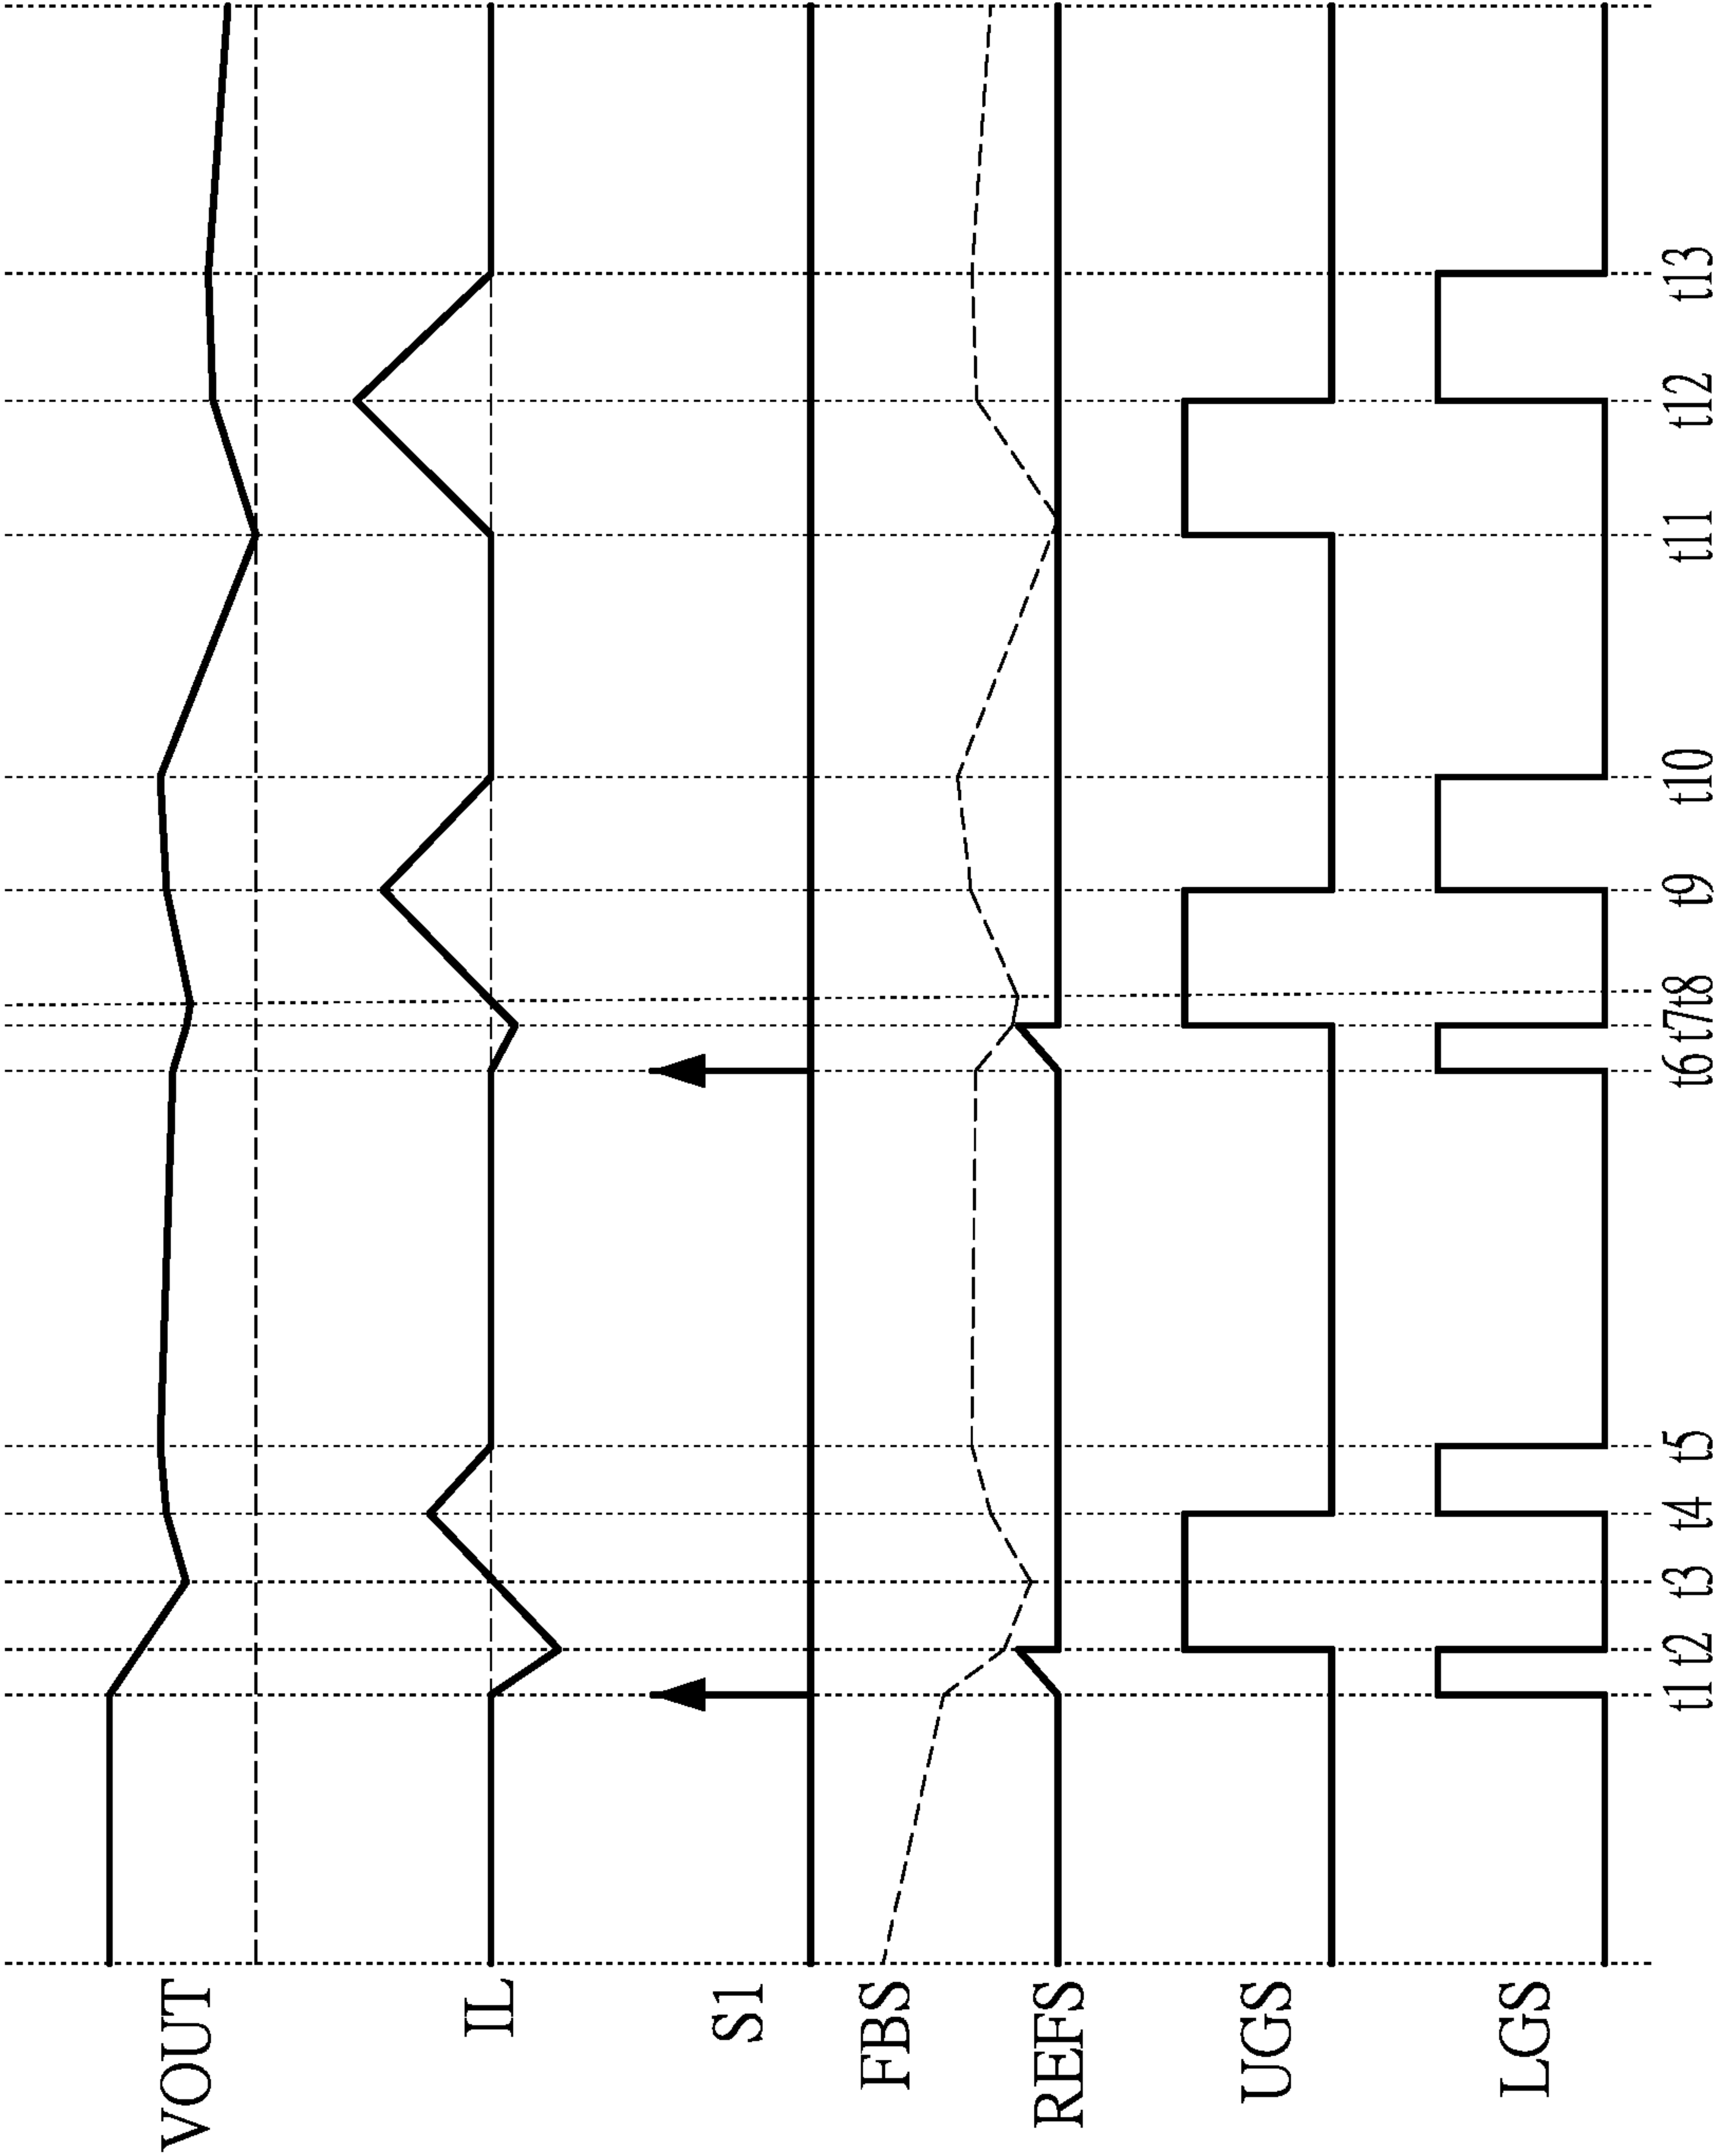 VOUT
IL
S1
FBS
REFS
UGS
LGS
t1 t2 t3 t4 t5 t6 t7 t8 t9 t10 t11 t12 t13